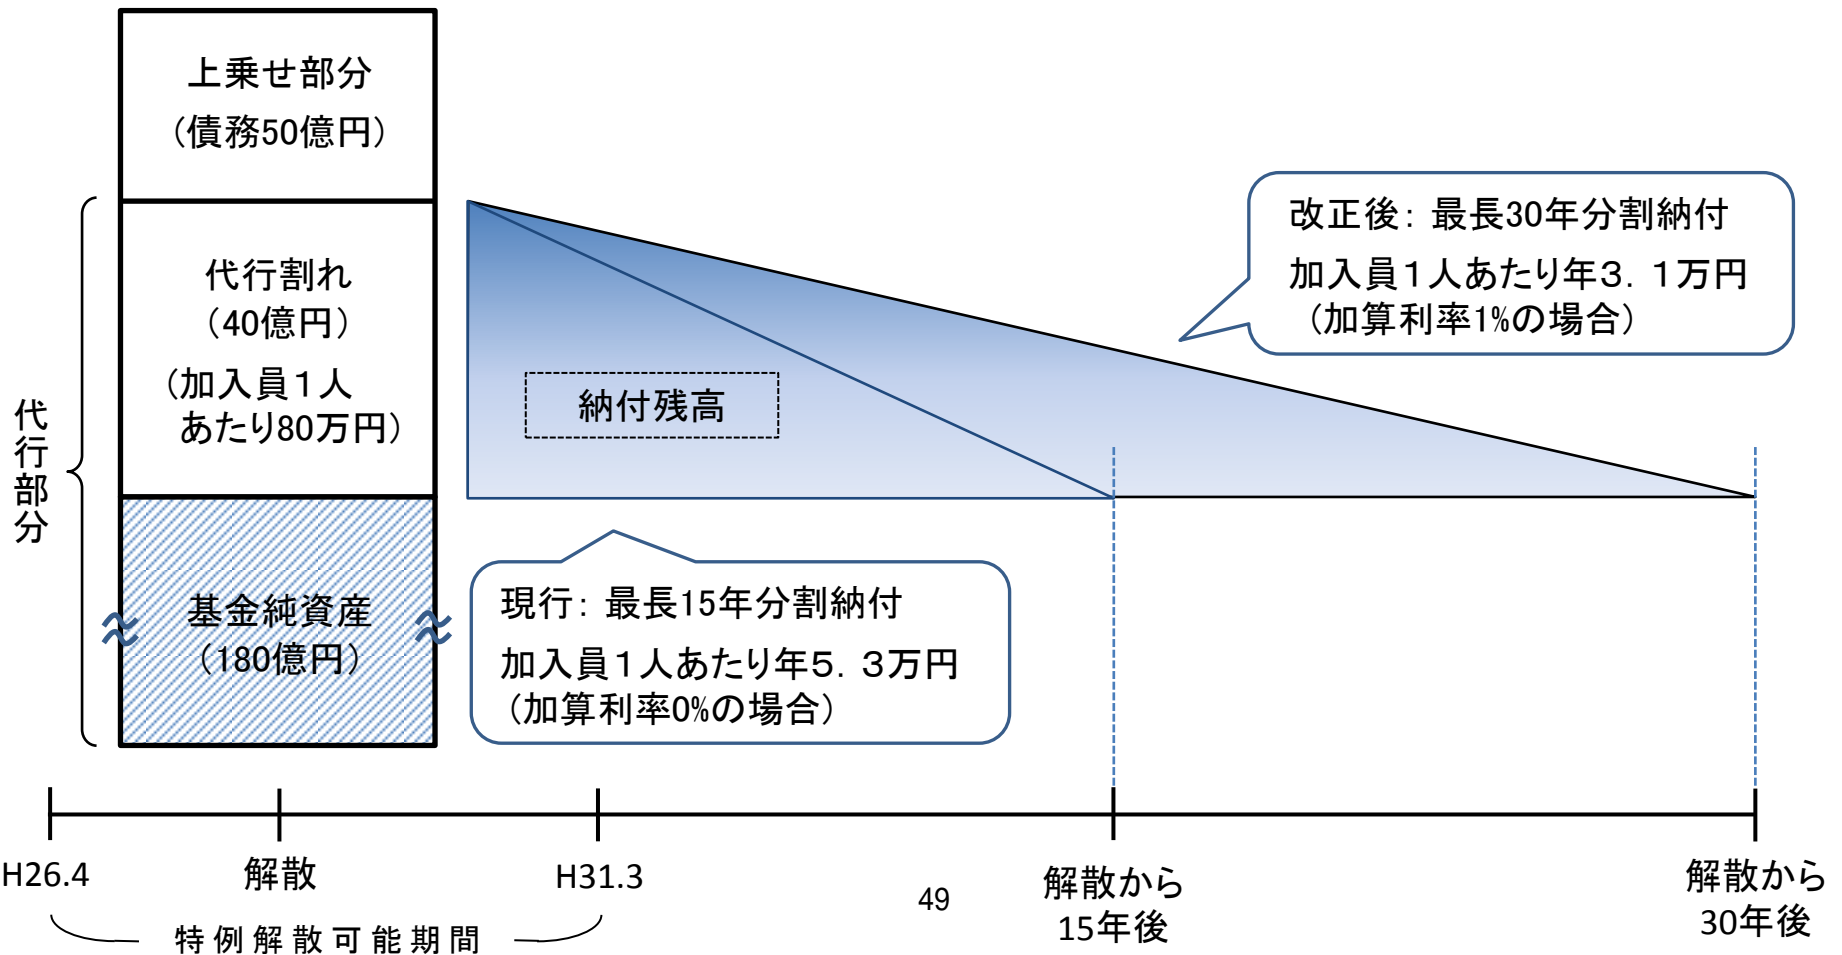 上乗せ部分
（債務50億円）
代行割れ
（40億円）
（加入員１人
あたり80万円）
代行部分
基金純資産
（180億円）
納付残高
改正後： 最長30年分割納付
加入員１人あたり年３．１万円
（加算利率1%の場合）
現行： 最長15年分割納付
加入員１人あたり年５．３万円
（加算利率0%の場合）
H26.4
解散
H31.3
特例解散可能期間
49
解散から
15年後
解散から
30年後